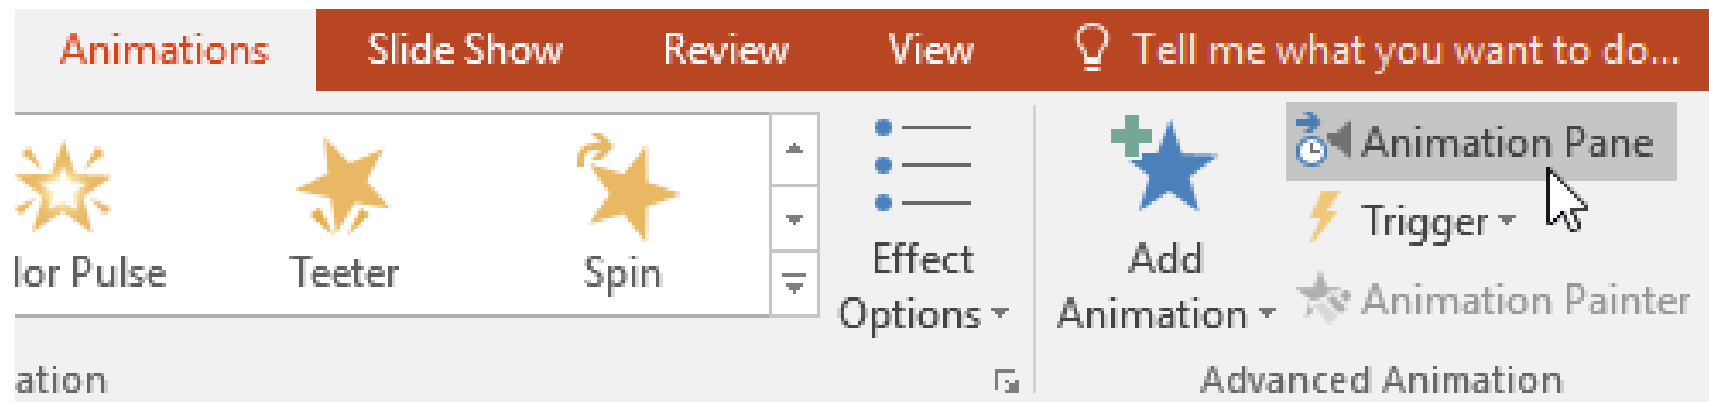 Animations Slide Show Review View Tell me what you want to do...
lor Pulse Teeter Spin
Effect Options
Add Animation
Animation Pane
Trigger
Animation Painter
ation
Advanced Animation